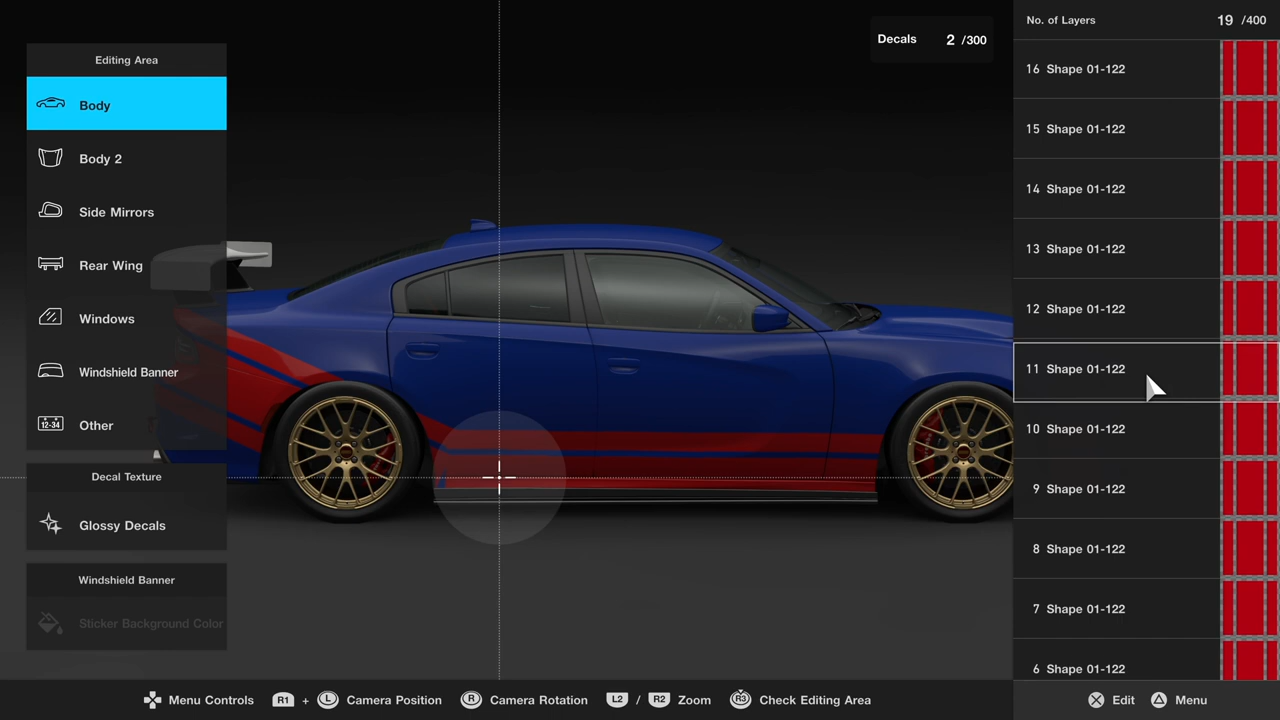 Editing Area
Body
Body 2
Side Mirrors
Rear Wing
Windows
Windshield Banner
Other
12-34
Decal Texture
Glossy Decals
Windshield Banner
Sticker Background Color
Decals 2 /300
No. of Layers 19 /400
16 Shape 01-122
15 Shape 01-122
14 Shape 01-122
13 Shape 01-122
12 Shape 01-122
11 Shape 01-122
10 Shape 01-122
9 Shape 01-122
8 Shape 01-122
7 Shape 01-122
6 Shape 01-122
Menu Controls R1 + L Camera Position R Camera Rotation L2 / R2 Zoom R3 Check Editing Area
Edit Menu